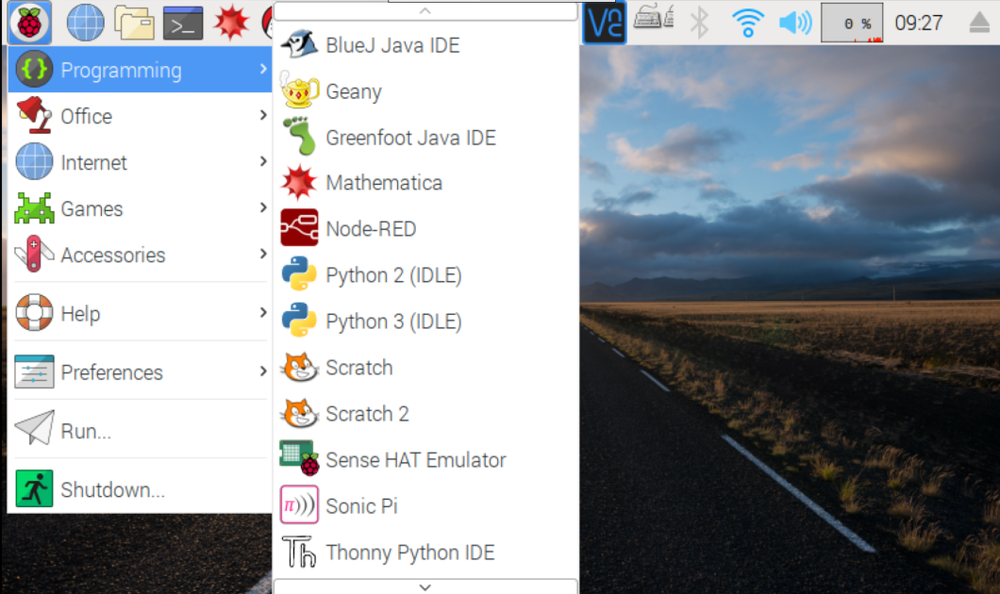 >_
VNC
0 %
09:27
Programming
Office
Internet
Games
Accessories
Help
Preferences
Run...
Shutdown...
BlueJ Java IDE
Geany
Greenfoot Java IDE
Mathematica
Node-RED
Python 2 (IDLE)
Python 3 (IDLE)
Scratch
Scratch 2
Sense HAT Emulator
π)))
Sonic Pi
Th
Thonny Python IDE